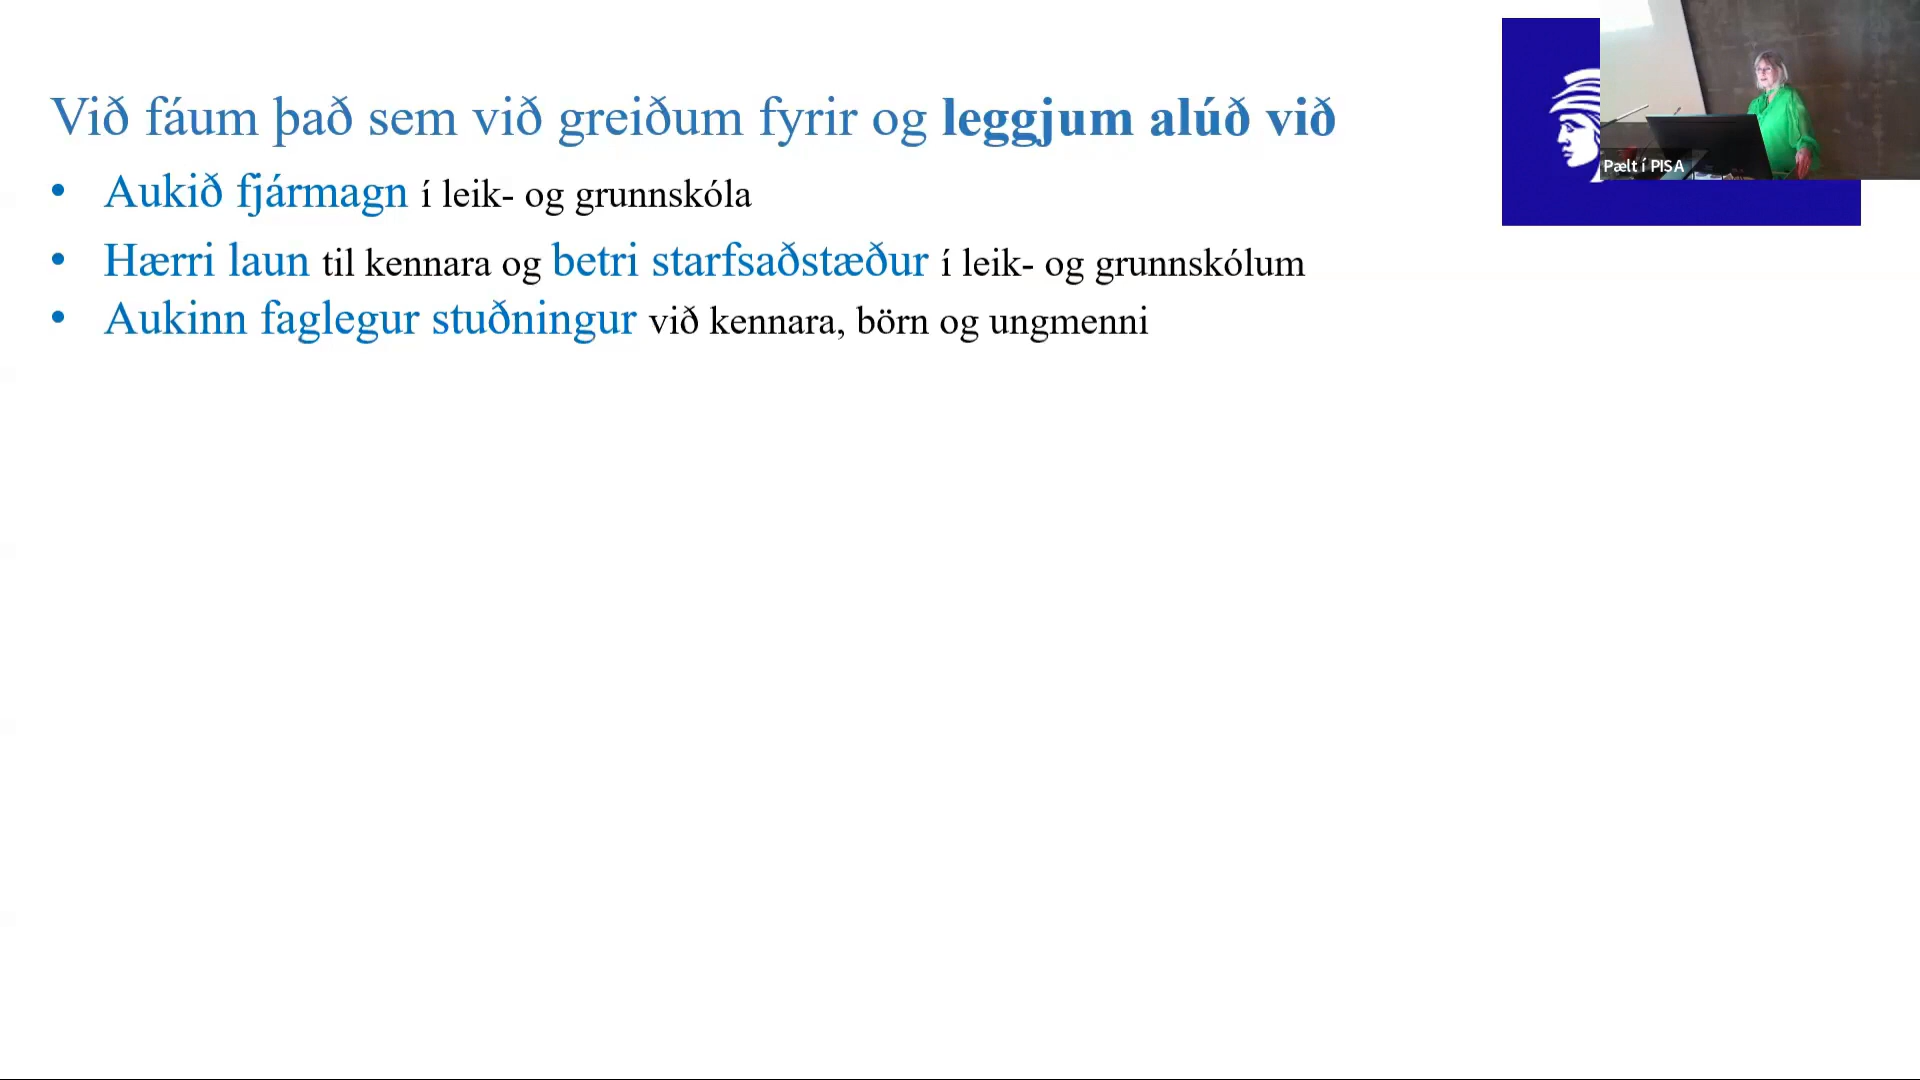 Við fáum það sem við greiðum fyrir og leggjum alúð við
• Aukið fjármagn í leik- og grunnskóla
• Hærri laun til kennara og betri starfsaðstæður í leik- og grunnskólum
• Aukinn faglegur stuðningur við kennara, börn og ungmenni
Pælt í PISA